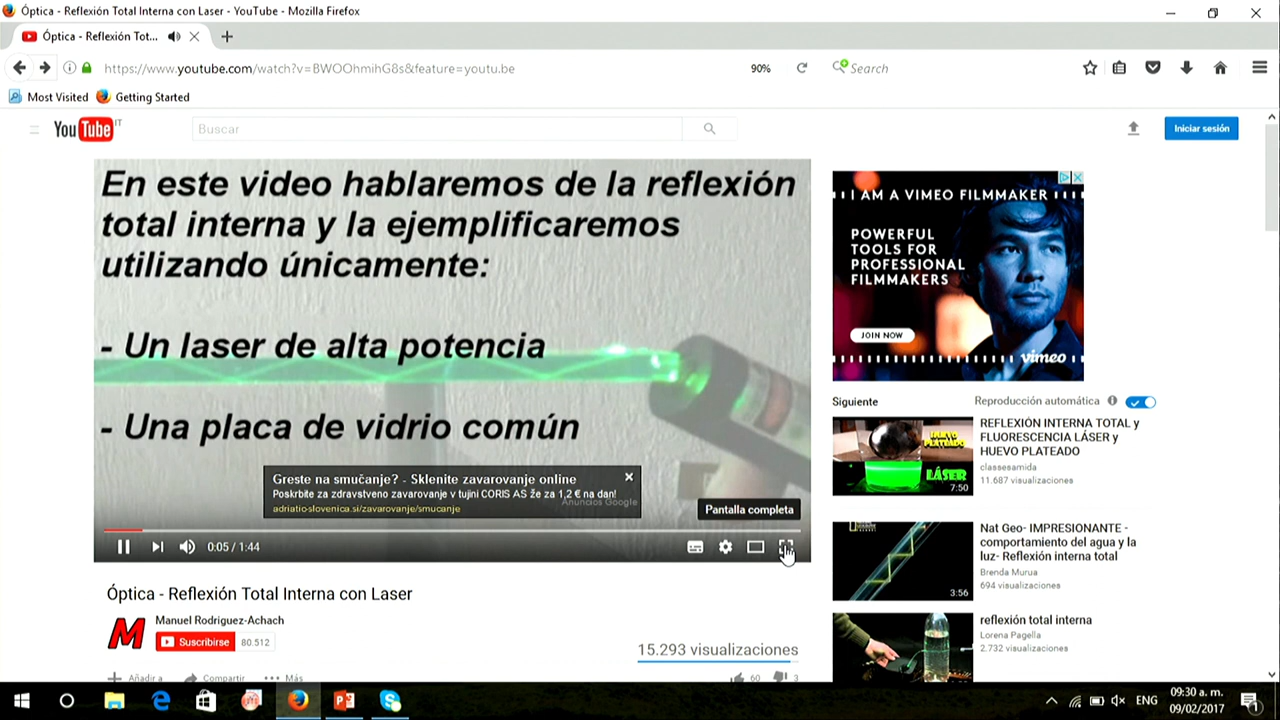 Óptica - Reflexión Total Interna con Laser - YouTube - Mozilla Firefox
Óptica - Reflexión Tot...
https://www.youtube.com/watch?v=BWOOhmihG8s&feature=youtu.be
90%
Search
Most Visited
Getting Started
YouTube IT
Buscar
Iniciar sesión
En este video hablaremos de la reflexión
total interna y la ejemplificaremos
utilizando únicamente:
- Un laser de alta potencia
- Una placa de vidrio común
Greste na smučanje? - Sklenite zavarovanje online
Poskrbite za zdravstveno zavarovanje v tujini CORIS AS že za 1,2 € na dan!
adriatic-slovenica.si/zavarovanje/smucanje
Anuncios Google
Pantalla completa
0:05 / 1:44
Óptica - Reflexión Total Interna con Laser
M
Manuel Rodriguez-Achach
Suscribirse 80.512
15.293 visualizaciones
Añadir a
Compartir
Más
60
3
I AM A VIMEO FILMMAKER
POWERFUL
TOOLS FOR
PROFESSIONAL
FILMMAKERS
JOIN NOW
vimeo
Siguiente
Reproducción automática
HUEVO
PLATEADO
LÁSER
7:50
REFLEXIÓN INTERNA TOTAL y
FLUORESCENCIA LÁSER y
HUEVO PLATEADO
classesamida
11.687 visualizaciones
3:56
Nat Geo- IMPRESIONANTE -
comportamiento del agua y la
luz- Reflexión interna total
Brenda Murua
694 visualizaciones
reflexión total interna
Lorena Pagella
2.732 visualizaciones
ENG
09:30 a. m.
09/02/2017
1